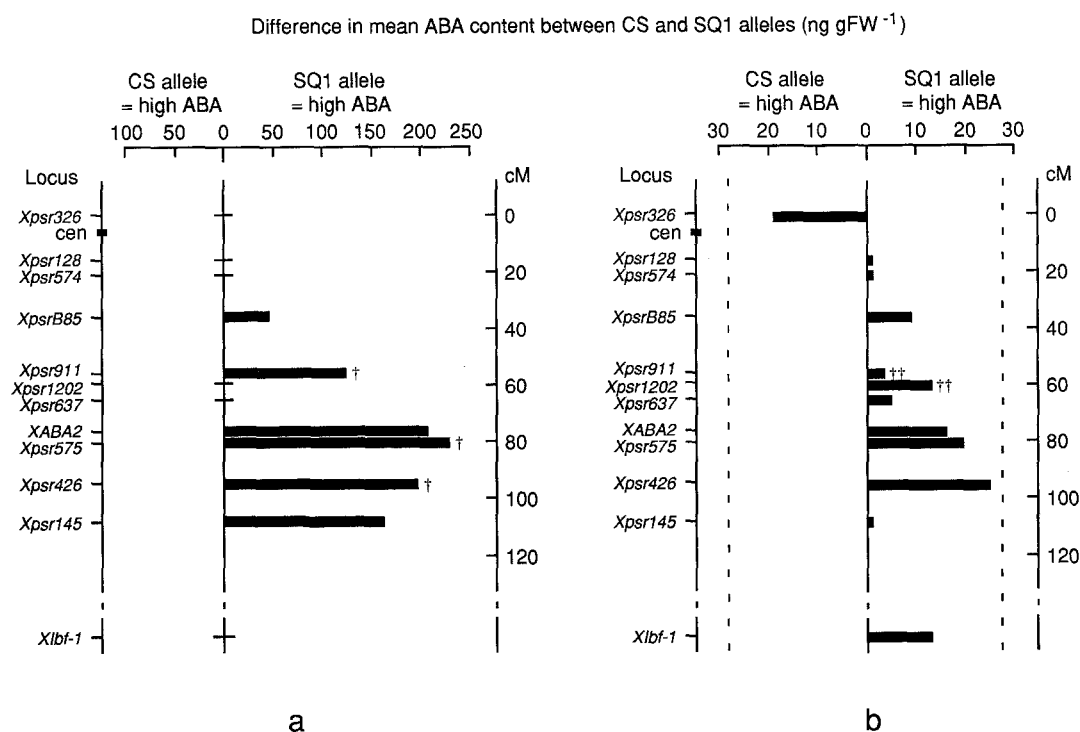 Difference in mean ABA content between CS and SQ1 alleles (ng gFW -1)
CS allele = high ABA
SQ1 allele = high ABA
100 50 0 50 100 150 200 250
Locus
cM
Xpsr326
cen
Xpsr128
Xpsr574
XpsrB85
Xpsr911 †
Xpsr1202
Xpsr637
XABA2
Xpsr575 †
Xpsr426 †
Xpsr145
Xlbf-1
0
20
40
60
80
100
120
a
CS allele = high ABA
SQ1 allele = high ABA
30 20 10 0 10 20 30
Locus
cM
Xpsr326
cen
Xpsr128
Xpsr574
XpsrB85
Xpsr911 ††
Xpsr1202 ††
Xpsr637
XABA2
Xpsr575
Xpsr426
Xpsr145
Xlbf-1
0
20
40
60
80
100
120
b